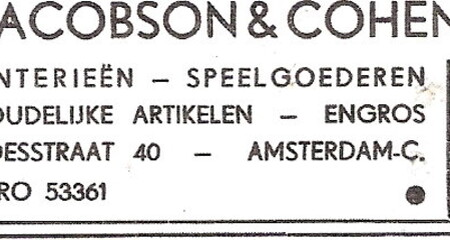 ACOBSON & COHEN
NTERIEËN — SPEELGOEDEREN
OUDELIJKE ARTIKELEN — ENGROS
DESSTRAAT 40 — AMSTERDAM-C.
RO 53361